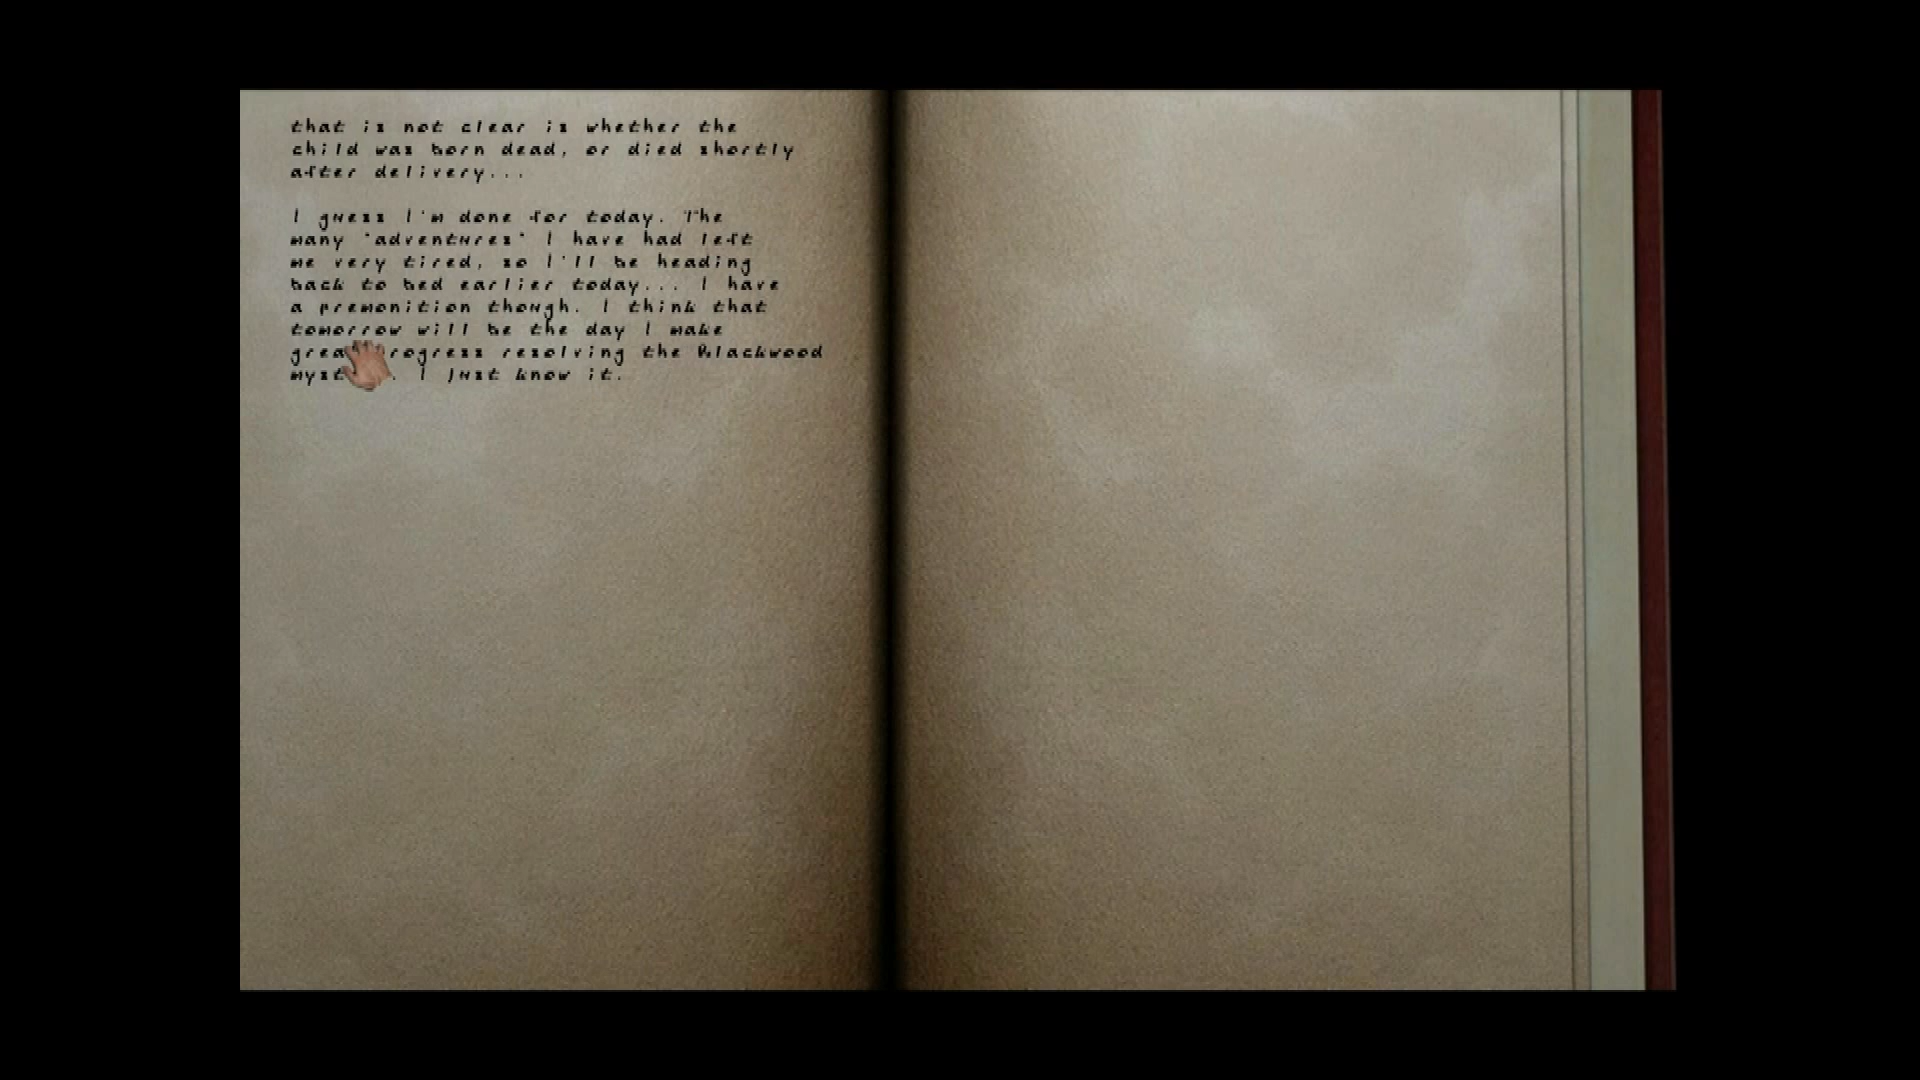 that is not clear is whether the
child was born dead, or died shortly
after delivery...
I guess I'm done for today. The
many "adventures" I have had left
me very tired, so I'll be heading
back to bed earlier today... I have
a premonition though. I think that
tomorrow will be the day I make
great progress resolving the Blackwood
I just know it.